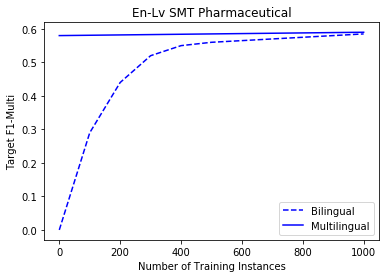 En-Lv SMT Pharmaceutical
0.6
0.5
0.4
0.3
0.2
0.1
0.0
Target F1-Multi
0 200 400 600 800 1000
Number of Training Instances
Bilingual
Multilingual